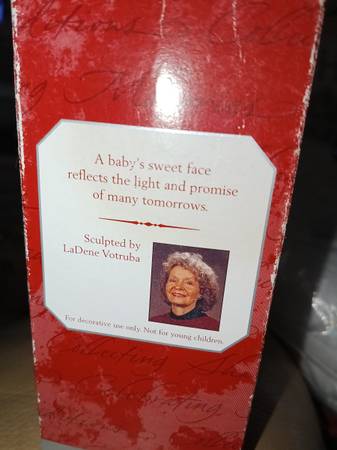 A baby's sweet face
reflects the light and promise
of many tomorrows.
Sculpted by
LaDene Votruba
For decorative use only. Not for young children.